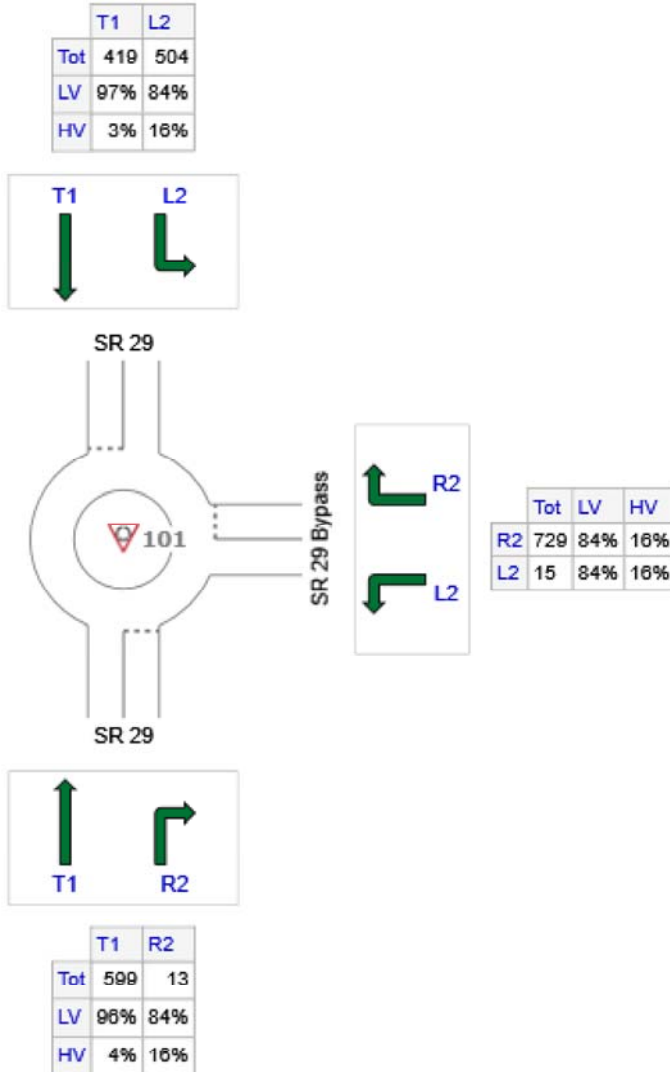 T1 L2
Tot 419 504
LV 97% 84%
HV 3% 16%
T1 L2
SR 29
101
SR 29 Bypass
R2
L2
Tot LV HV
R2 729 84% 16%
L2 15 84% 16%
SR 29
T1 R2
T1 R2
Tot 599 13
LV 96% 84%
HV 4% 16%